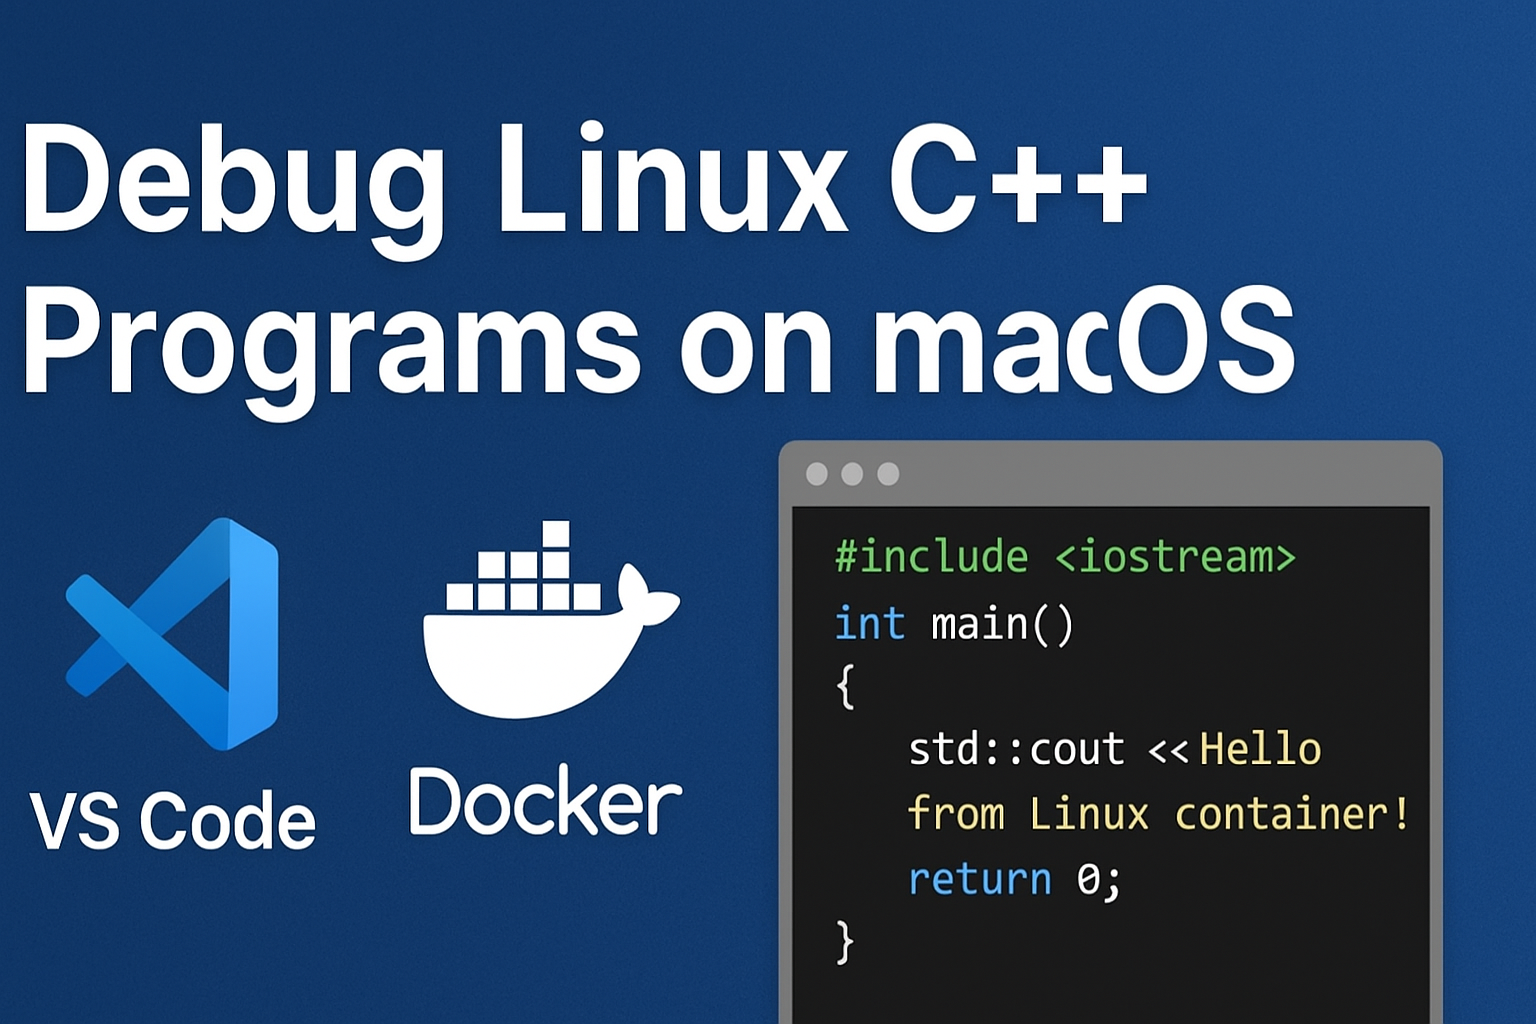 Debug Linux C++
Programs on macOS
VS Code
Docker
#include <iostream>
int main()
{
std::cout << Hello
from Linux container!
return 0;
}